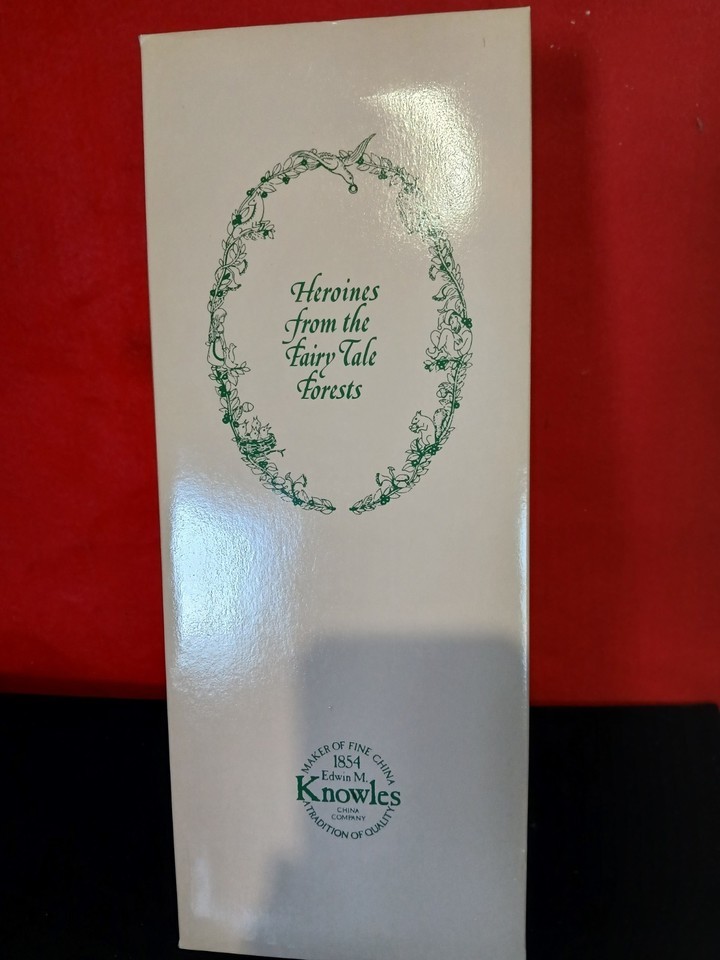 Heroines
from the
Fairy Tale
Forests
MAKER OF FINE CHINA
1854
Edwin M.
Knowles
CHINA
COMPANY
A TRADITION OF QUALITY